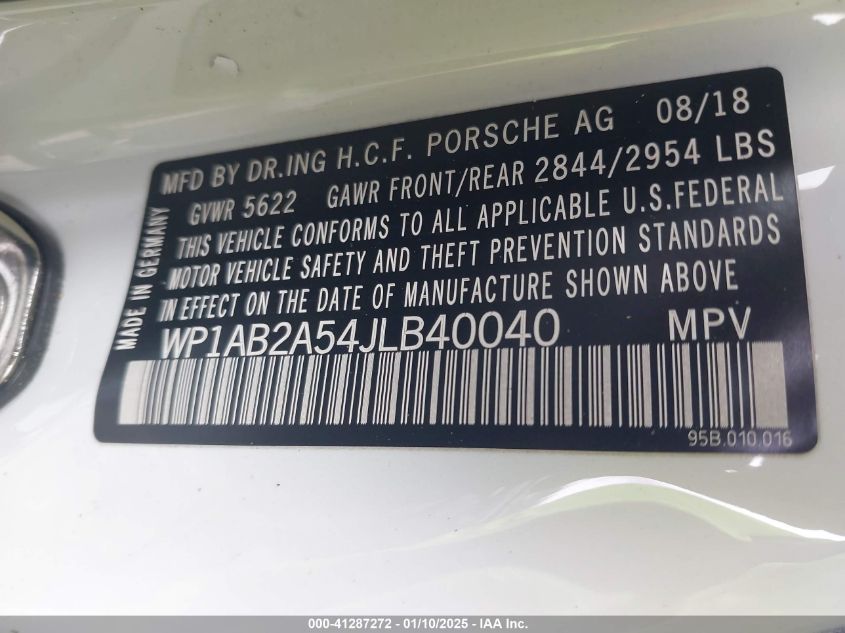 MFD BY DR.ING H.C.F. PORSCHE AG 08/18
GVWR 5622 GAWR FRONT/REAR 2844/2954 LBS
THIS VEHICLE CONFORMS TO ALL APPLICABLE U.S.FEDERAL
MOTOR VEHICLE SAFETY AND THEFT PREVENTION STANDARDS
IN EFFECT ON THE DATE OF MANUFACTURE SHOWN ABOVE
WP1AB2A54JLB40040 MPV
MADE IN GERMANY
95B.010.016
000-41287272 - 01/10/2025 - IAA Inc.